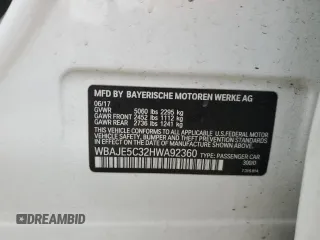 MFD BY BAYERISCHE MOTOREN WERKE AG
06/17
GVWR 5060 lbs 2295 kg
GAWR FRONT 2452 lbs 1112 kg
GAWR REAR 2736 lbs 1241 kg
THIS VEHICLE CONFORMS TO ALL APPLICABLE U.S. FEDERAL MOTOR
VEHICLE SAFETY, BUMPER, AND THEFT PREVENTION STANDARDS
IN EFFECT ON THE DATE OF MANUFACTURE SHOWN ABOVE.
WBAJE5C32HWA92360 TYPE: PASSENGER CAR